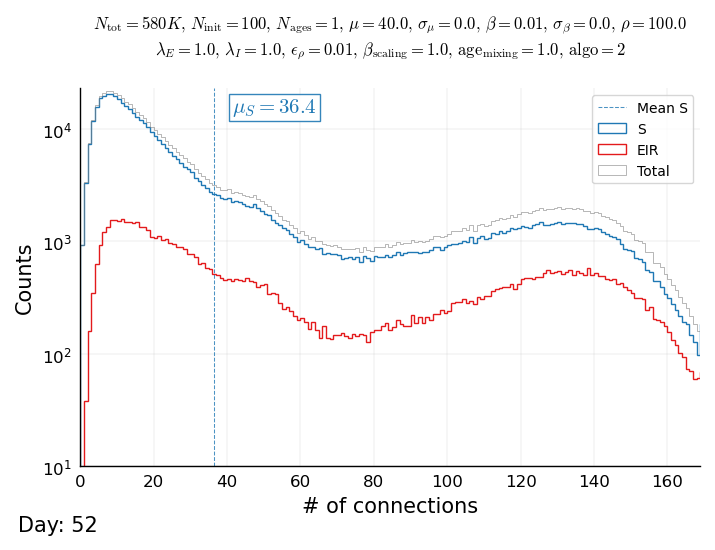 N_tot = 580K, N_init = 100, N_ages = 1, μ = 40.0, σ_μ = 0.0, β = 0.01, σ_β = 0.0, ρ = 100.0
λ_E = 1.0, λ_I = 1.0, ϵ_ρ = 0.01, β_scaling = 1.0, age_mixing = 1.0, algo = 2
μ_S = 36.4
Mean S
S
EIR
Total
10^4
10^3
10^2
10^1
Counts
0 20 40 60 80 100 120 140 160
# of connections
Day: 52